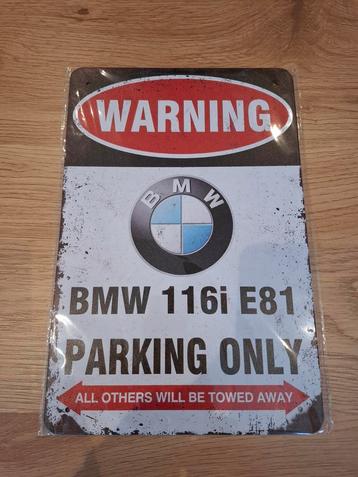 WARNING
BMW
BMW 116i E81
PARKING ONLY
ALL OTHERS WILL BE TOWED AWAY